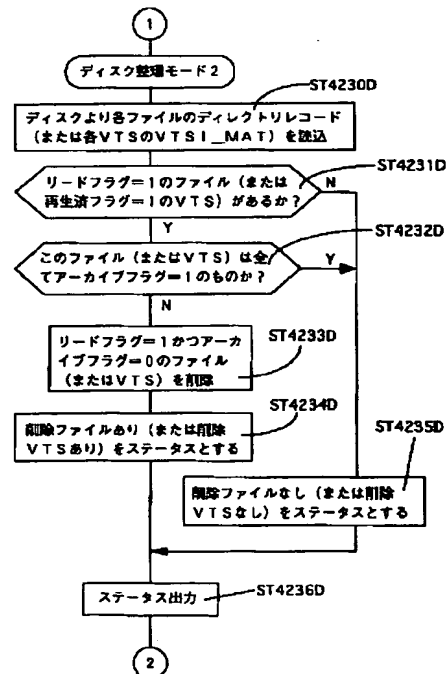 1
ディスク整理モード2
ST4230D
ディスクより各ファイルのディレクトリレコード
（または各VTSのVTSI_MAT）を読込
ST4231D
リードフラグ＝1のファイル（または
再生済フラグ＝1のVTS）があるか？
N
Y
ST4232D
このファイル（またはVTS）は全
てアーカイブフラグ＝1のものか？
Y
N
リードフラグ＝1かつアーカ
イブフラグ＝0のファイル
（またはVTS）を削除
ST4233D
ST4234D
削除ファイルあり（または削除
VTSあり）をステータスとする
ST4235D
削除ファイルなし（または削除
VTSなし）をステータスとする
ステータス出力
ST4236D
2